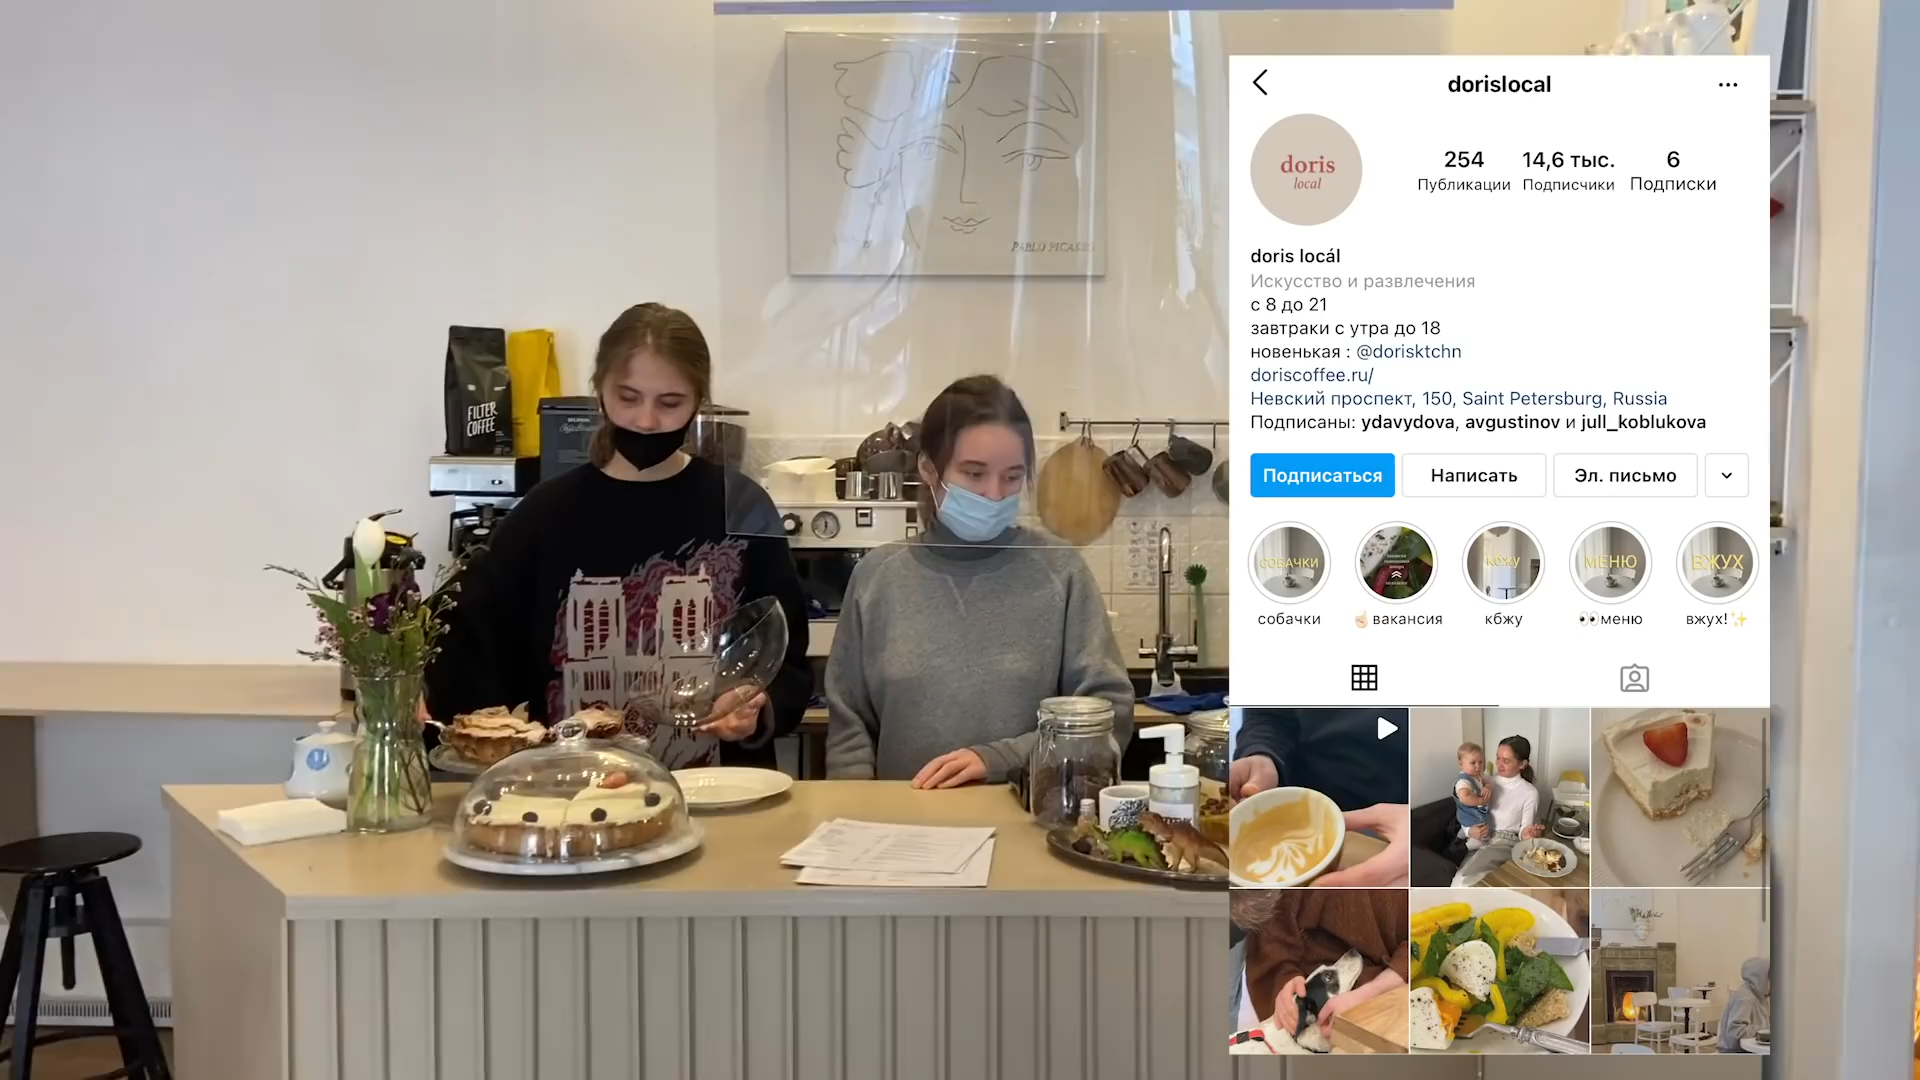 PABLO PICASSO
FILTER
COFFEE
dorislocal
doris
local
254
14,6 тыс.
6
Публикации
Подписчики
Подписки
doris locál
Искусство и развлечения
с 8 до 21
завтраки с утра до 18
новенькая : @dorisktchn
doriscoffee.ru/
Невский проспект, 150, Saint Petersburg, Russia
Подписаны: ydavydova, avgustinov и jull_koblukova
Подписаться
Написать
Эл. письмо
СОБАЧКИ
кбжу
МЕНЮ
ВЖУХ
собачки
☝🏻вакансия
кбжу
👀меню
вжух!✨